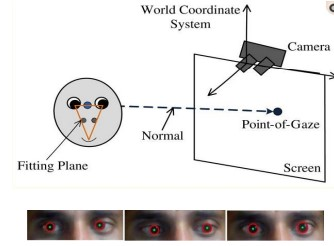 World Coordinate
System
Camera
Point-of-Gaze
Normal
Fitting Plane
Screen